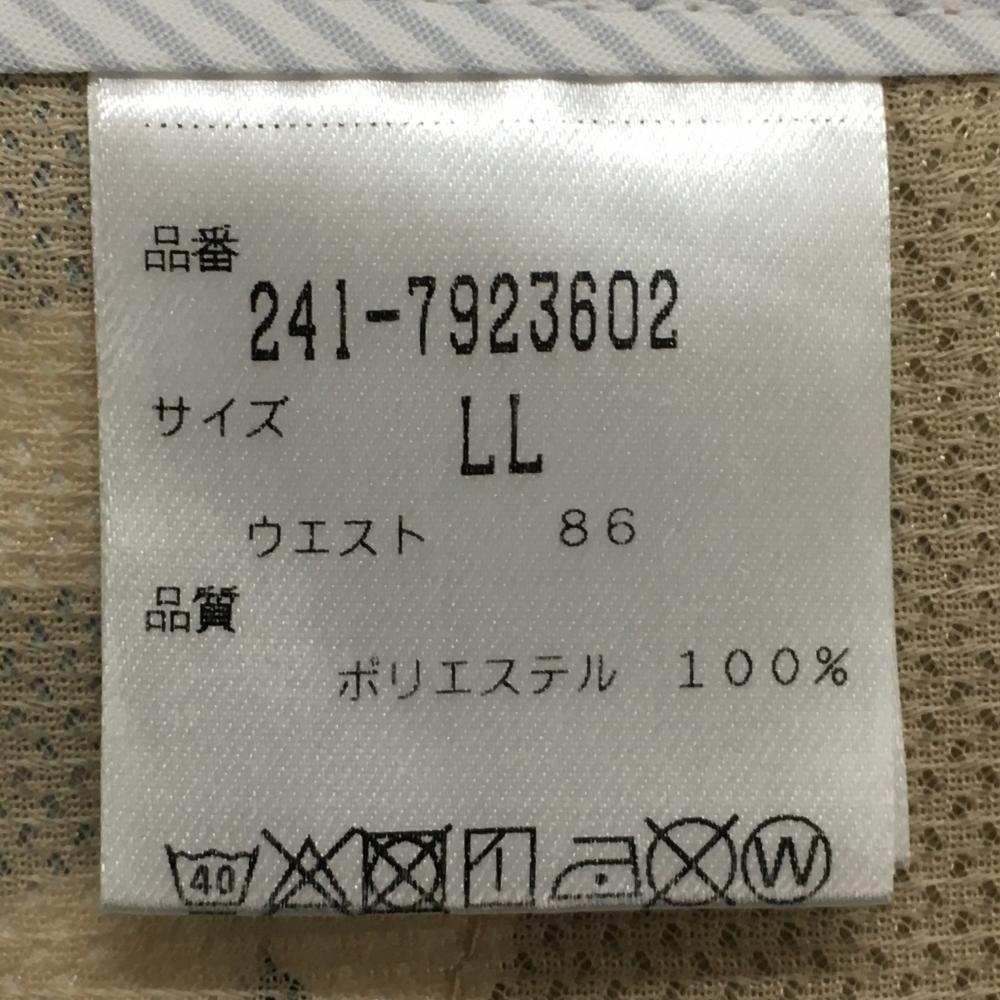 品番
241-7923602
サイズ LL
ウエスト 86
品質
ポリエステル 100%
40 W